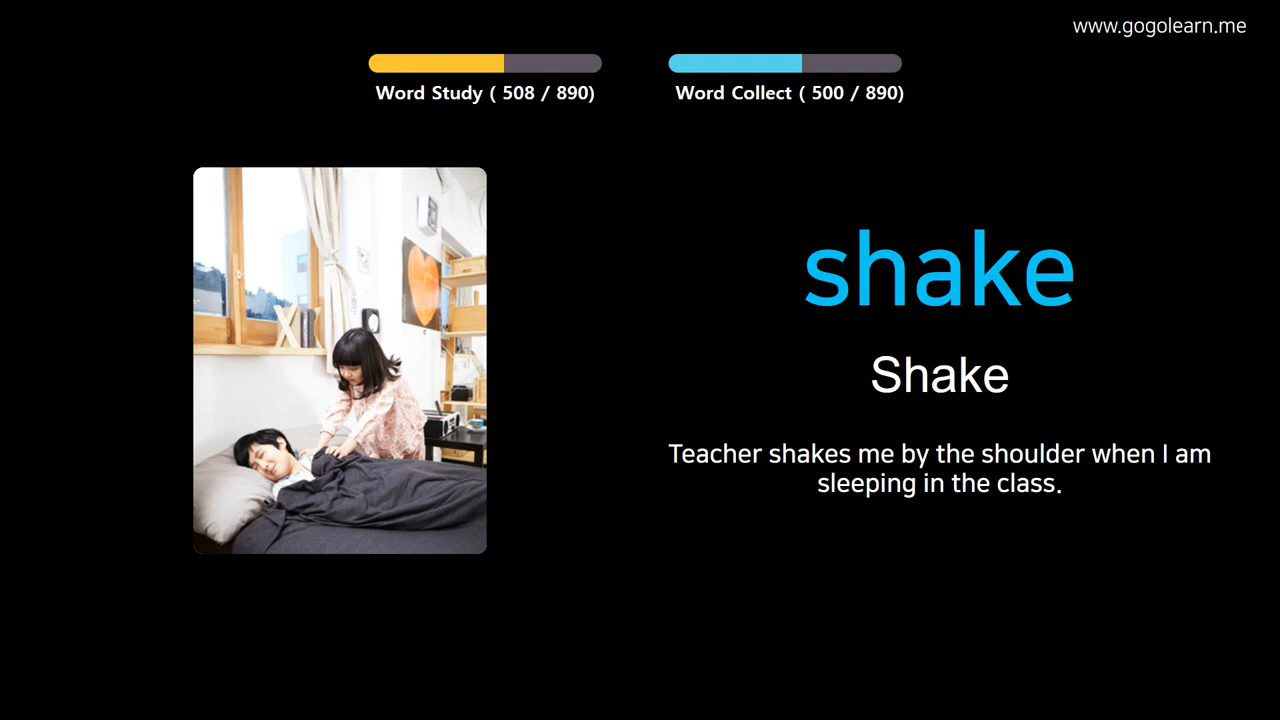 www.gogolearn.me
Word Study ( 508 / 890)
Word Collect ( 500 / 890)
shake
Shake
Teacher shakes me by the shoulder when I am
sleeping in the class.